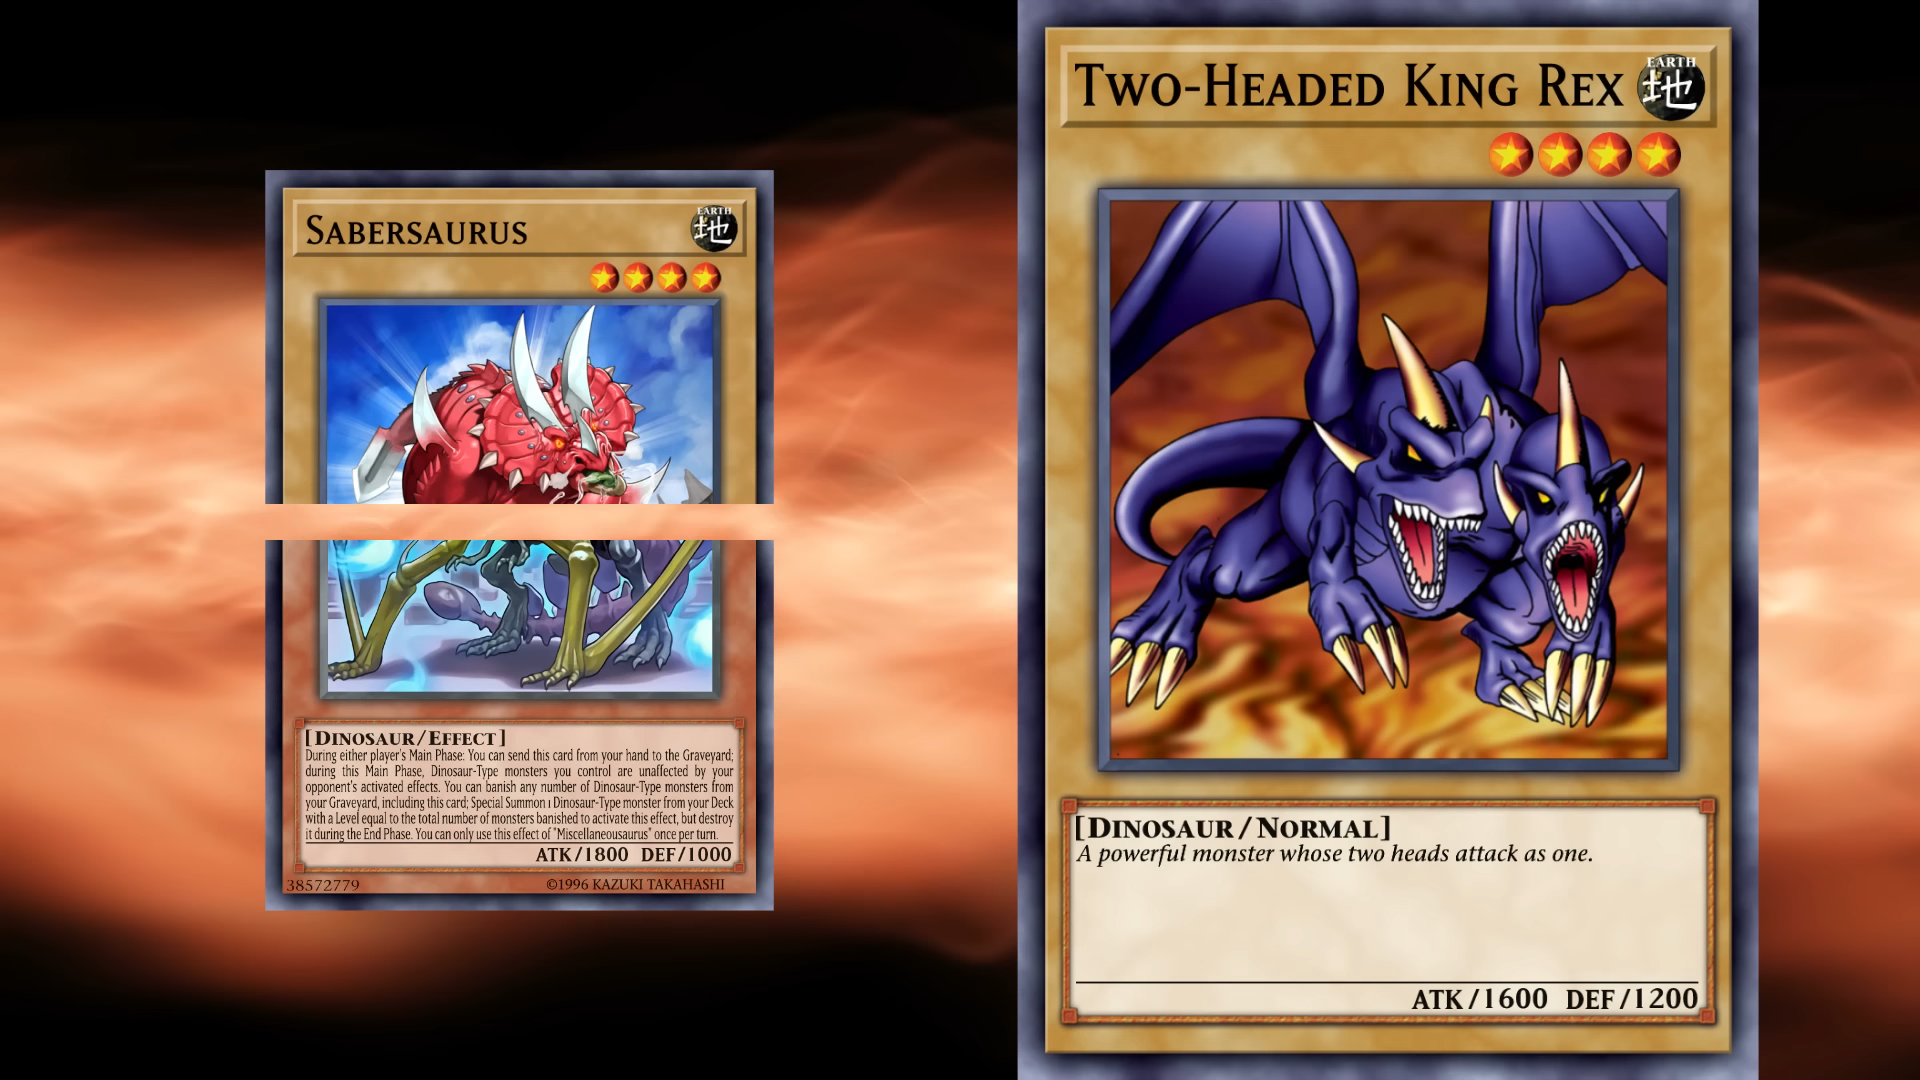 SABERSAURUS
EARTH
地
[DINOSAUR/EFFECT]
During either player's Main Phase: You can send this card from your hand to the Graveyard;
during this Main Phase, Dinosaur-Type monsters you control are unaffected by your
opponent's activated effects. You can banish any number of Dinosaur-Type monsters from
your Graveyard, including this card; Special Summon 1 Dinosaur-Type monster from your Deck
with a Level equal to the total number of monsters banished to activate this effect, but destroy
it during the End Phase. You can only use this effect of "Miscellaneousaurus" once per turn.
ATK/1800 DEF/1000
38572779 ©1996 KAZUKI TAKAHASHI
TWO-HEADED KING REX
EARTH
地
[DINOSAUR/NORMAL]
A powerful monster whose two heads attack as one.
ATK/1600 DEF/1200